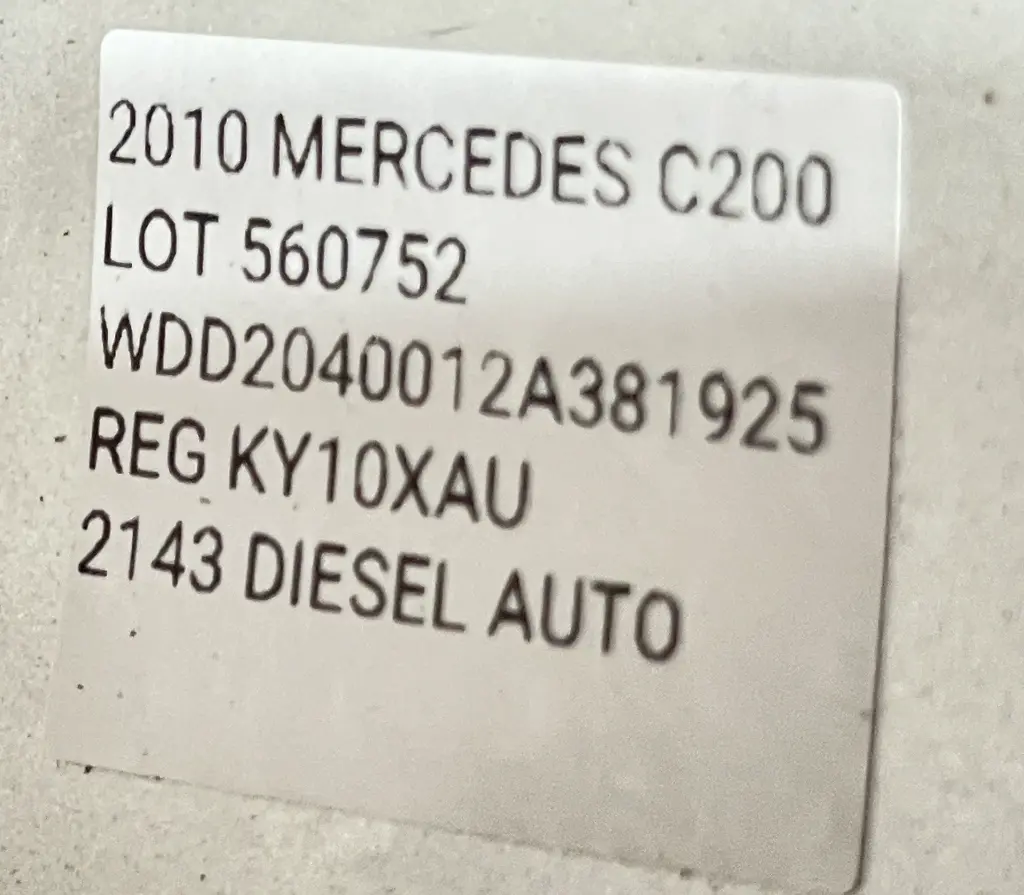 2010 MERCEDES C200
LOT 560752
WDD2040012A381925
REG KY10XAU
2143 DIESEL AUTO